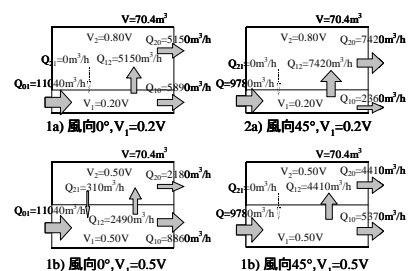 V=70.4m³
V₂=0.80V
Q₂₀=5150m³/h
Q₂₁=0m³/h
Q₁₂=5150m³/h
Q₀₁=11040m³/h
Q₁₀=5890m³/h
V₁=0.20V
1a) 風向0°,V₁=0.2V
V=70.4m³
V₂=0.80V
Q₂₀=7420m³/h
Q₂₁=0m³/h
Q₁₂=7420m³/h
Q=9780m³/h
Q₁₀=2360m³/h
V₁=0.20V
2a) 風向45°,V₁=0.2V
V=70.4m³
V₂=0.50V
Q₂₀=2180m³/h
Q₂₁=310m³/h
Q₀₁=11040m³/h
Q₁₂=2490m³/h
Q₁₀=8860m³/h
V₁=0.50V
1b) 風向0°,V₁=0.5V
V=70.4m³
V₂=0.50V
Q₂₀=4410m³/h
Q₂₁=0m³/h
Q₁₂=4410m³/h
Q=9780m³/h
Q₁₀=5370m³/h
V₁=0.50V
1b) 風向45°,V₁=0.5V